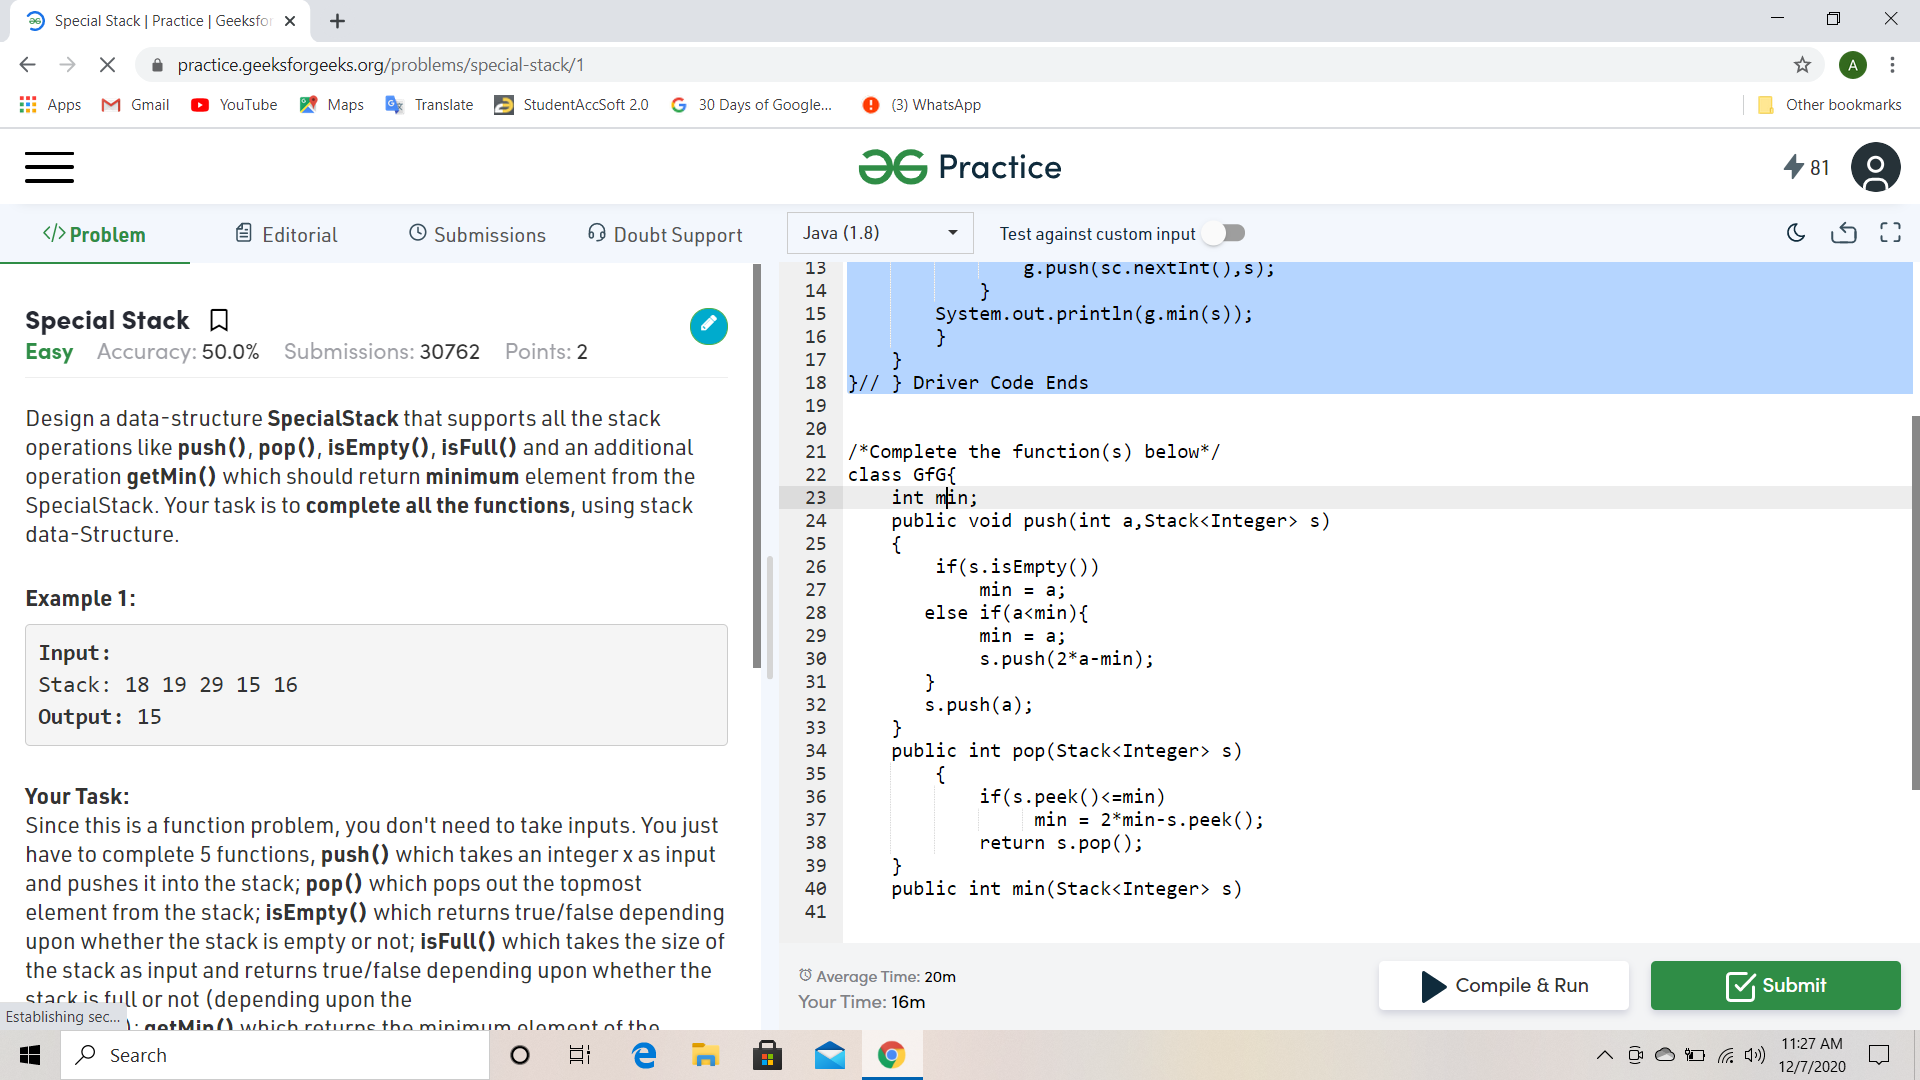 Special Stack | Practice | Geeksfor
practice.geeksforgeeks.org/problems/special-stack/1
A
Apps
Gmail
YouTube
Maps
Translate
StudentAccSoft 2.0
30 Days of Google...
(3) WhatsApp
Other bookmarks
Practice
81
</> Problem
Editorial
Submissions
Doubt Support
Java (1.8)
Test against custom input
Special Stack
Easy Accuracy: 50.0% Submissions: 30762 Points: 2
Design a data-structure SpecialStack that supports all the stack
operations like push(), pop(), isEmpty(), isFull() and an additional
operation getMin() which should return minimum element from the
SpecialStack. Your task is to complete all the functions, using stack
data-Structure.
Example 1:
Input:
Stack: 18 19 29 15 16
Output: 15
Your Task:
Since this is a function problem, you don't need to take inputs. You just
have to complete 5 functions, push() which takes an integer x as input
and pushes it into the stack; pop() which pops out the topmost
element from the stack; isEmpty() which returns true/false depending
upon whether the stack is empty or not; isFull() which takes the size of
the stack as input and returns true/false depending upon whether the
stack is full or not (depending upon the
); getMin() which returns the minimum element of the
Establishing sec...
13 g.push(sc.nextInt(),s);
14 }
15 System.out.println(g.min(s));
16 }
17 }
18 }// } Driver Code Ends
19
20
21 /*Complete the function(s) below*/
22 class GfG{
23 int min;
24 public void push(int a,Stack<Integer> s)
25 {
26 if(s.isEmpty())
27 min = a;
28 else if(a<min){
29 min = a;
30 s.push(2*a-min);
31 }
32 s.push(a);
33 }
34 public int pop(Stack<Integer> s)
35 {
36 if(s.peek()<=min)
37 min = 2*min-s.peek();
38 return s.pop();
39 }
40 public int min(Stack<Integer> s)
41
Average Time: 20m
Your Time: 16m
Compile & Run
Submit
Search
11:27 AM
12/7/2020